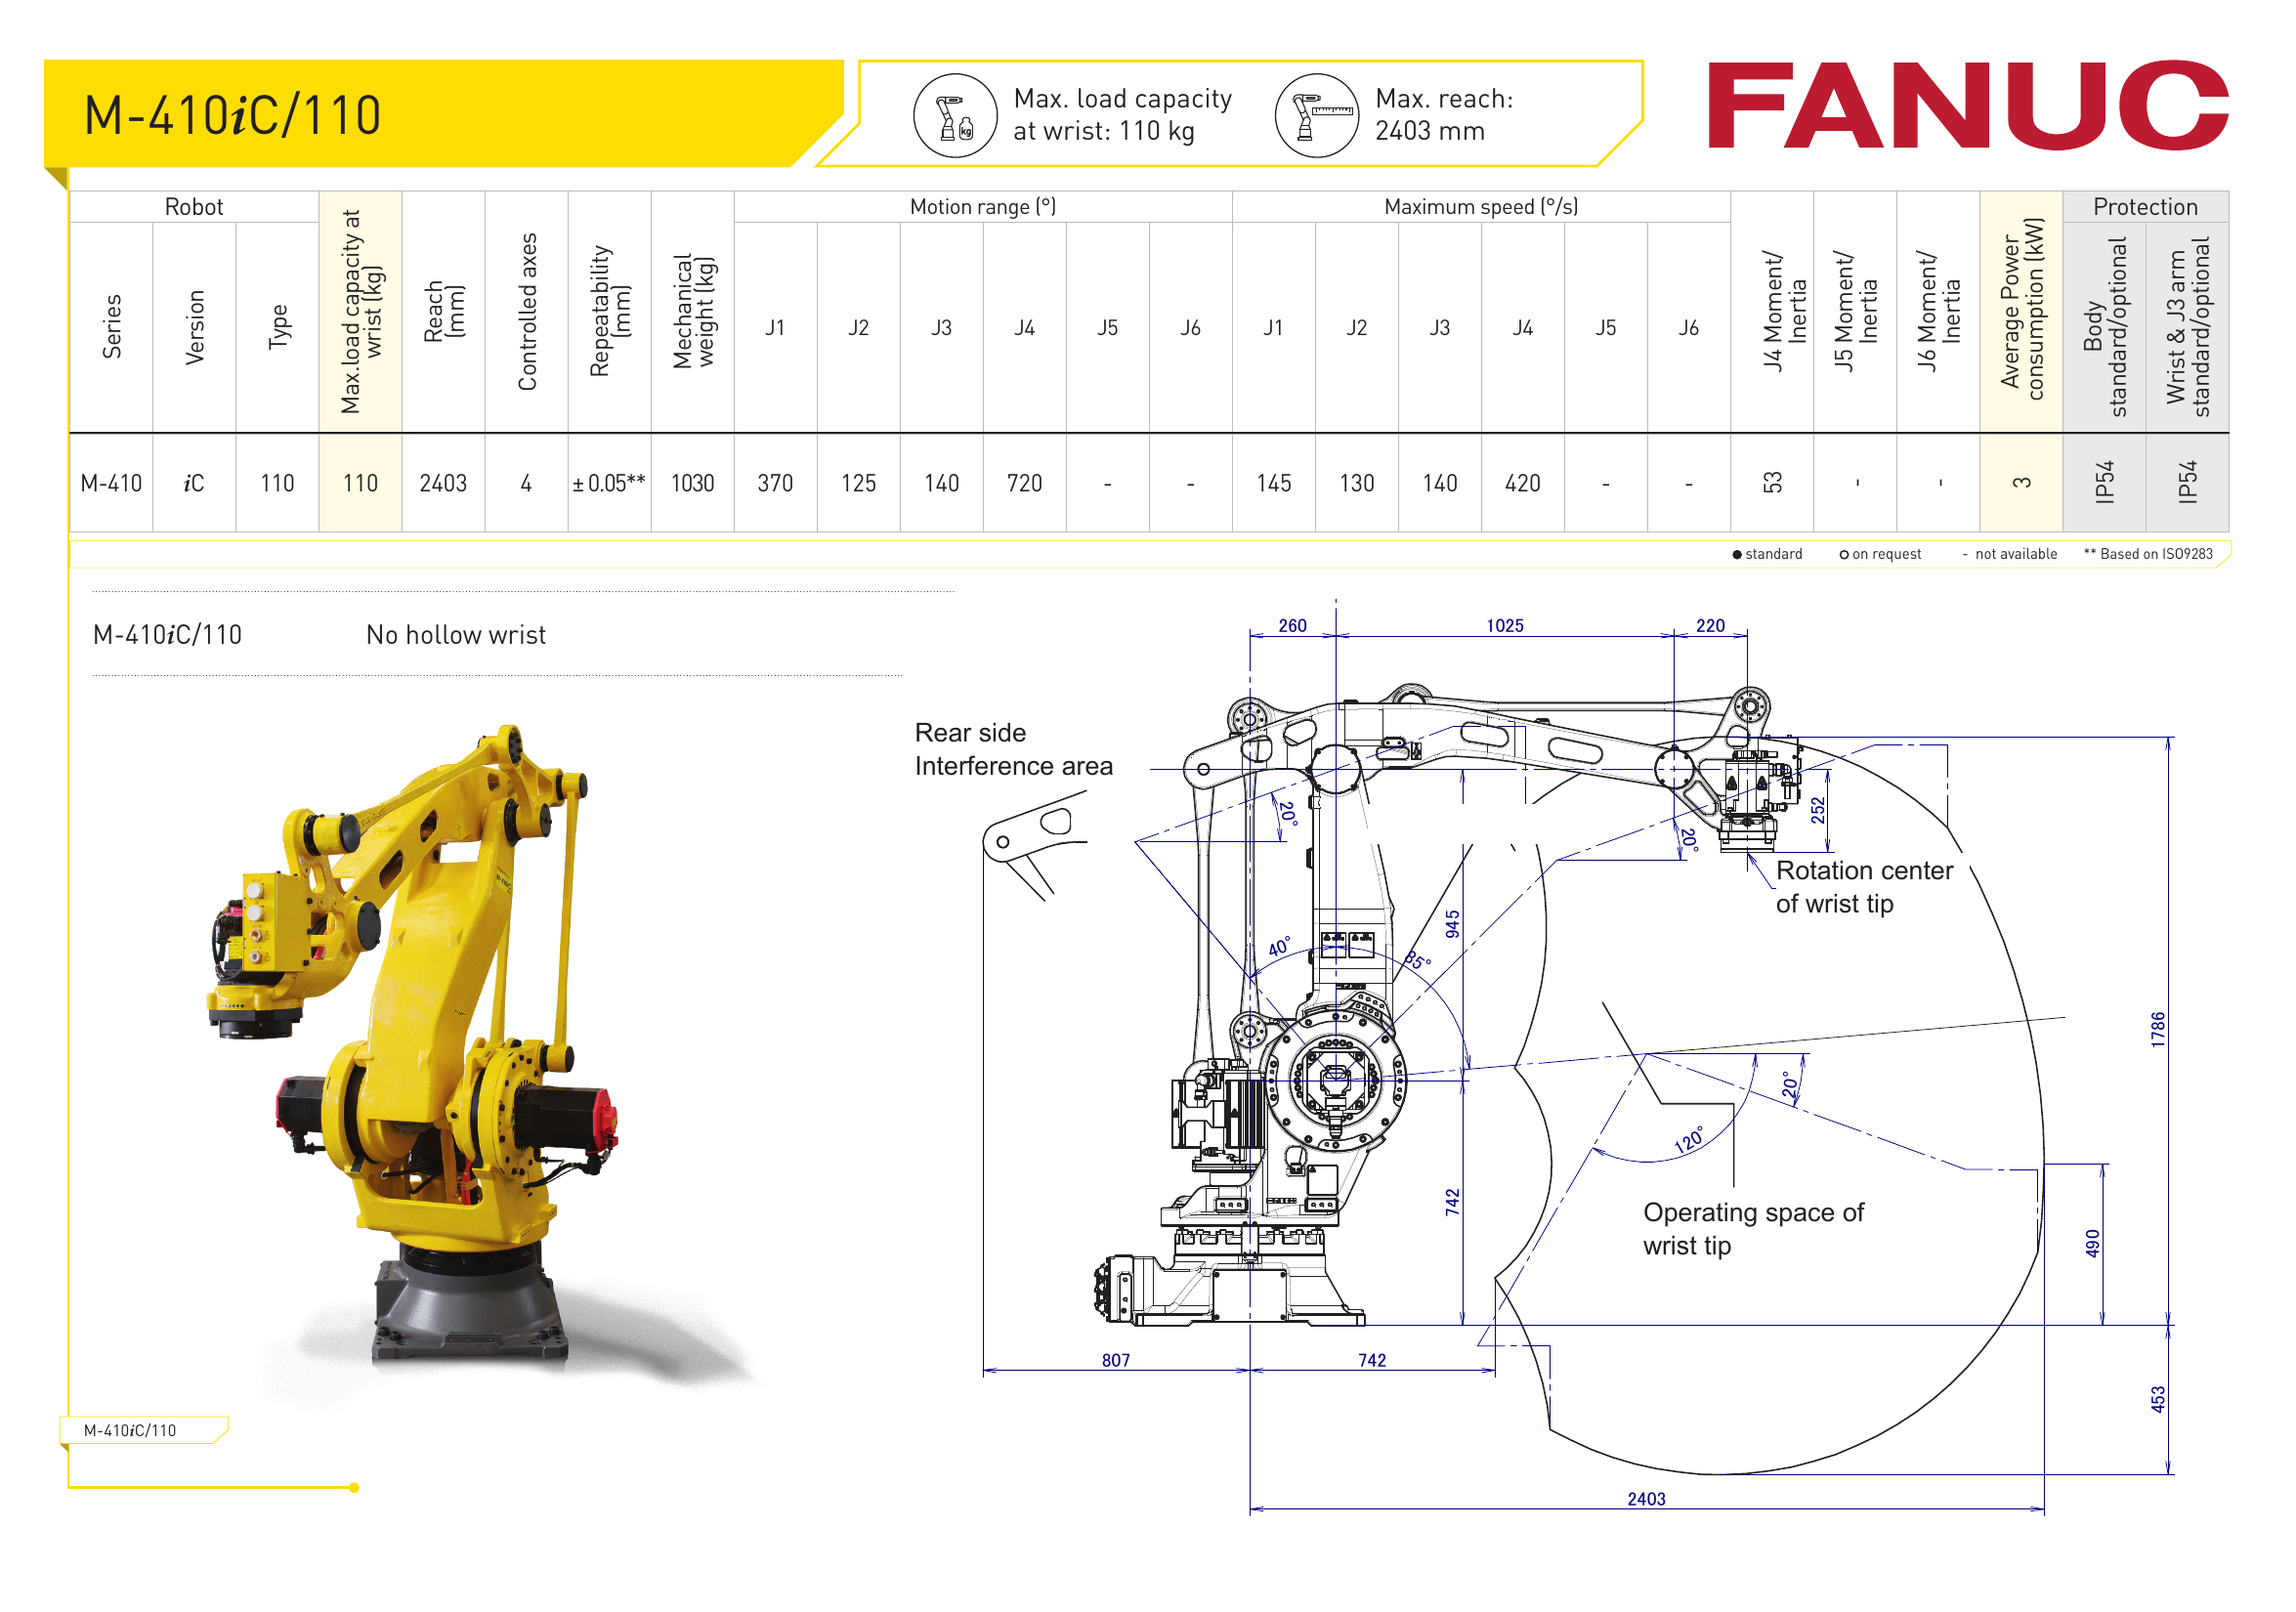 M-410iC/110
Max. load capacity
at wrist: 110 kg
Max. reach:
2403 mm
FANUC
Robot
Motion range (°)
Maximum speed (°/s)
Protection
Series
Version
Type
Max.load capacity at
wrist (kg)
Reach
(mm)
Controlled axes
Repeatability
(mm)
Mechanical
weight (kg)
J1
J2
J3
J4
J5
J6
J1
J2
J3
J4
J5
J6
J4 Moment/
Inertia
J5 Moment/
Inertia
J6 Moment/
Inertia
Average Power
consumption (kW)
Body
standard/optional
Wrist & J3 arm
standard/optional
M-410 iC 110 110 2403 4 ± 0.05** 1030 370 125 140 720 - - 145 130 140 420 - - 53 - - 3 IP54 IP54
● standard ○ on request - not available ** Based on ISO9283
M-410iC/110 No hollow wrist
260
1025
220
Rear side
Interference area
20°
252
20°
Rotation center
of wrist tip
945
40°
85°
1786
20°
120°
742
Operating space of
wrist tip
490
807
742
453
2403
M-410iC/110